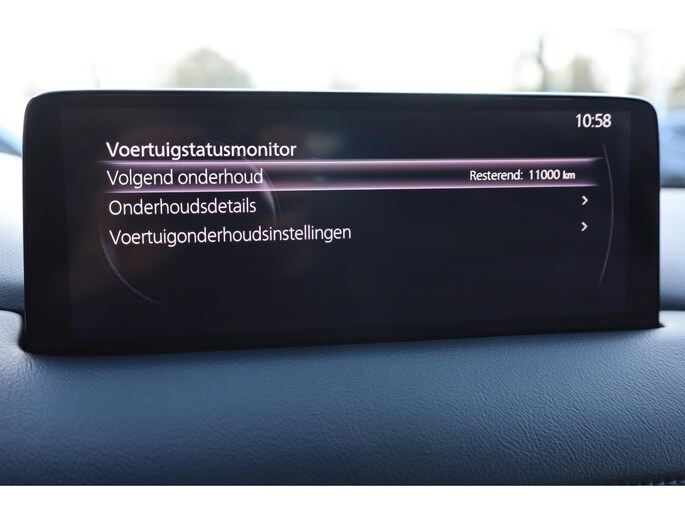 10:58
Voertuigstatusmonitor
Volgend onderhoud Resterend: 11000 km
Onderhoudsdetails >
Voertuigonderhoudsinstellingen >